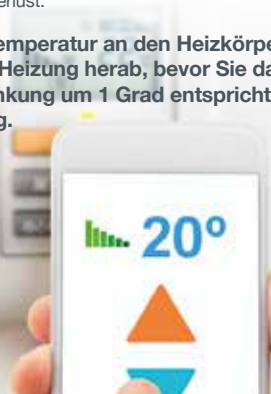 erlust.
emperatur an den Heizkörpe
Heizung herab, bevor Sie da
nkung um 1 Grad entspricht
g.
20°